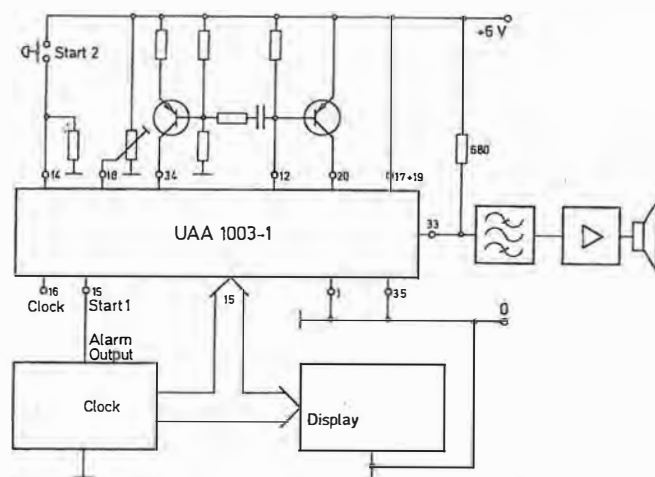 +5 V
Start 2
680
14
18
34
12
20
17+19
UAA 1003-1
33
16
15
1
35
Clock
Start 1
15
0
Alarm
Output
Clock
Display